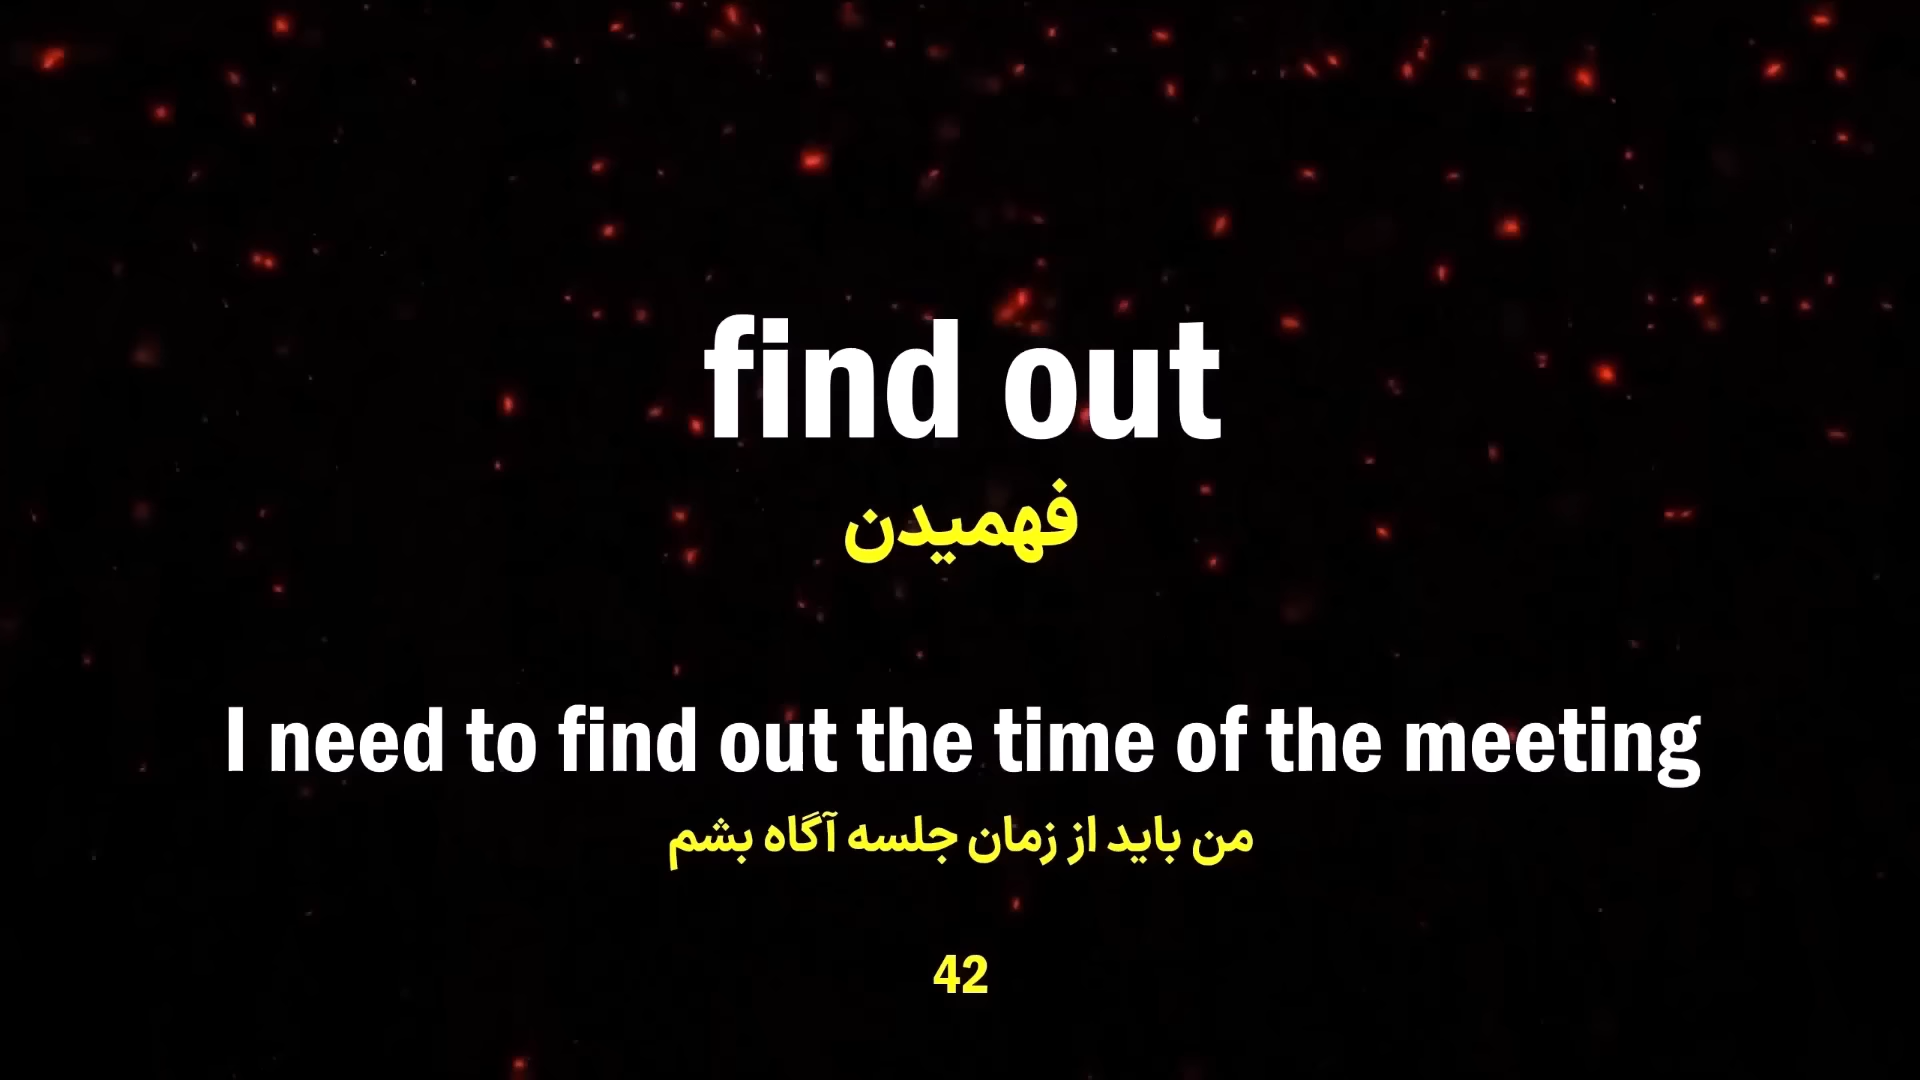 find out
فهمیدن
I need to find out the time of the meeting
من باید از زمان جلسه آگاه بشم
42